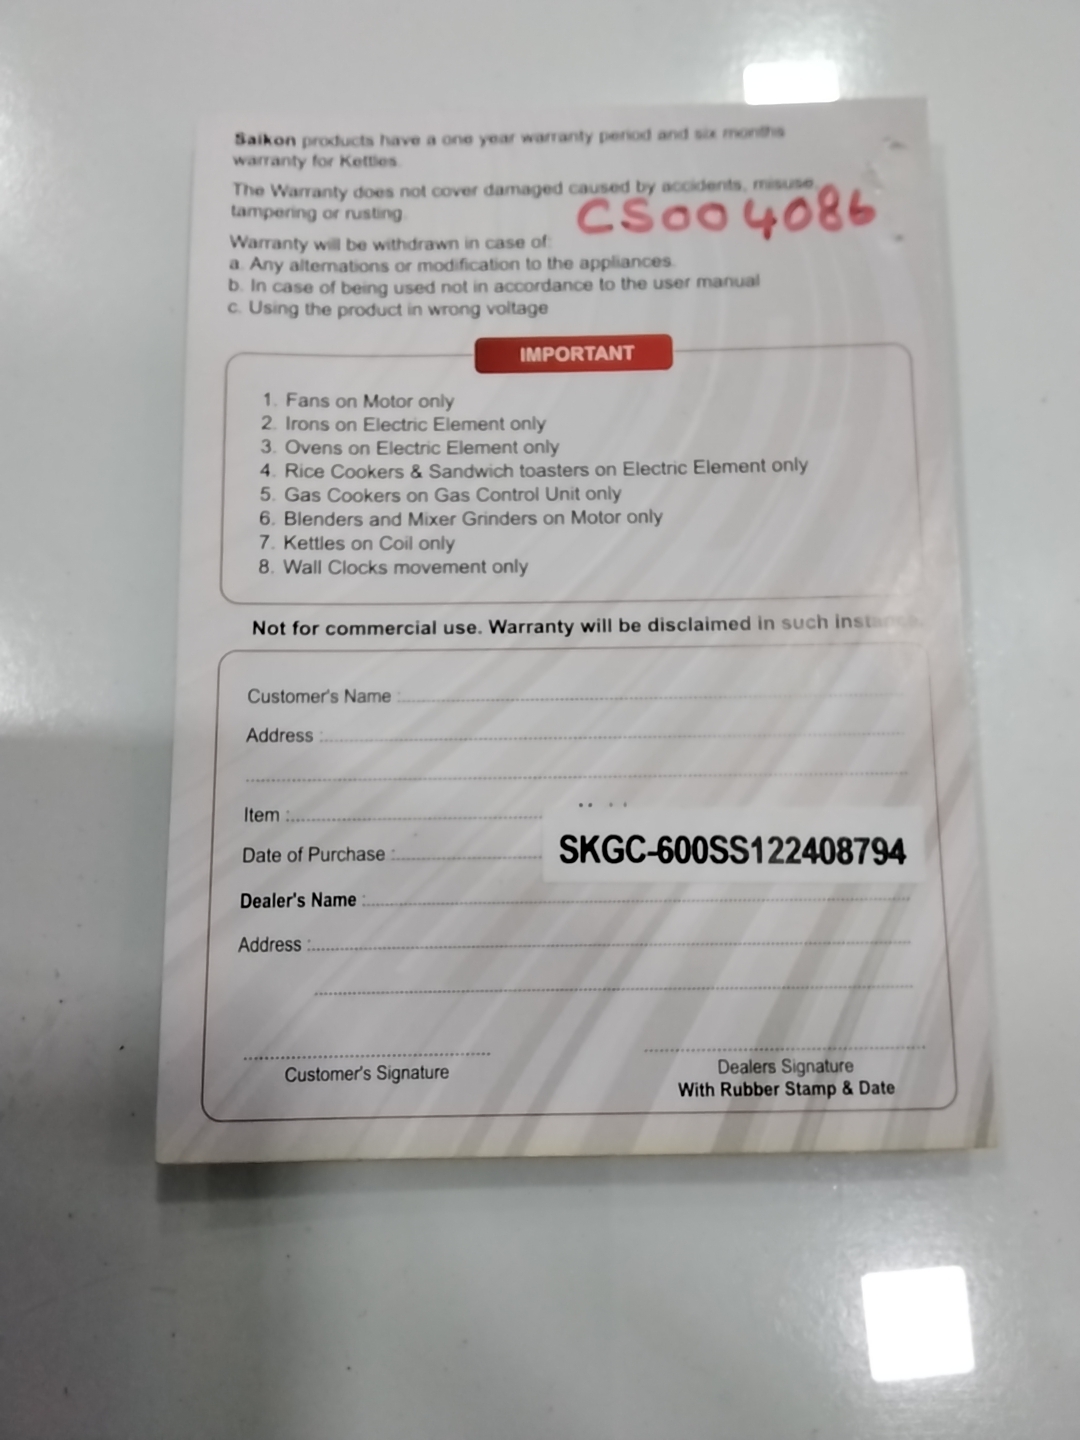 Saikon products have a one year warranty period and six months
warranty for Kettles.
The Warranty does not cover damaged caused by accidents, misuse,
tampering or rusting.
CS004086
Warranty will be withdrawn in case of:
a. Any alternations or modification to the appliances.
b. In case of being used not in accordance to the user manual
c. Using the product in wrong voltage
IMPORTANT
1. Fans on Motor only
2. Irons on Electric Element only
3. Ovens on Electric Element only
4. Rice Cookers & Sandwich toasters on Electric Element only
5. Gas Cookers on Gas Control Unit only
6. Blenders and Mixer Grinders on Motor only
7. Kettles on Coil only
8. Wall Clocks movement only
Not for commercial use. Warranty will be disclaimed in such
Customer's Name :
Address :
Item :
Date of Purchase :
SKGC-600SS122408794
Dealer's Name :
Address :
Customer's Signature
Dealers Signature
With Rubber Stamp & Date